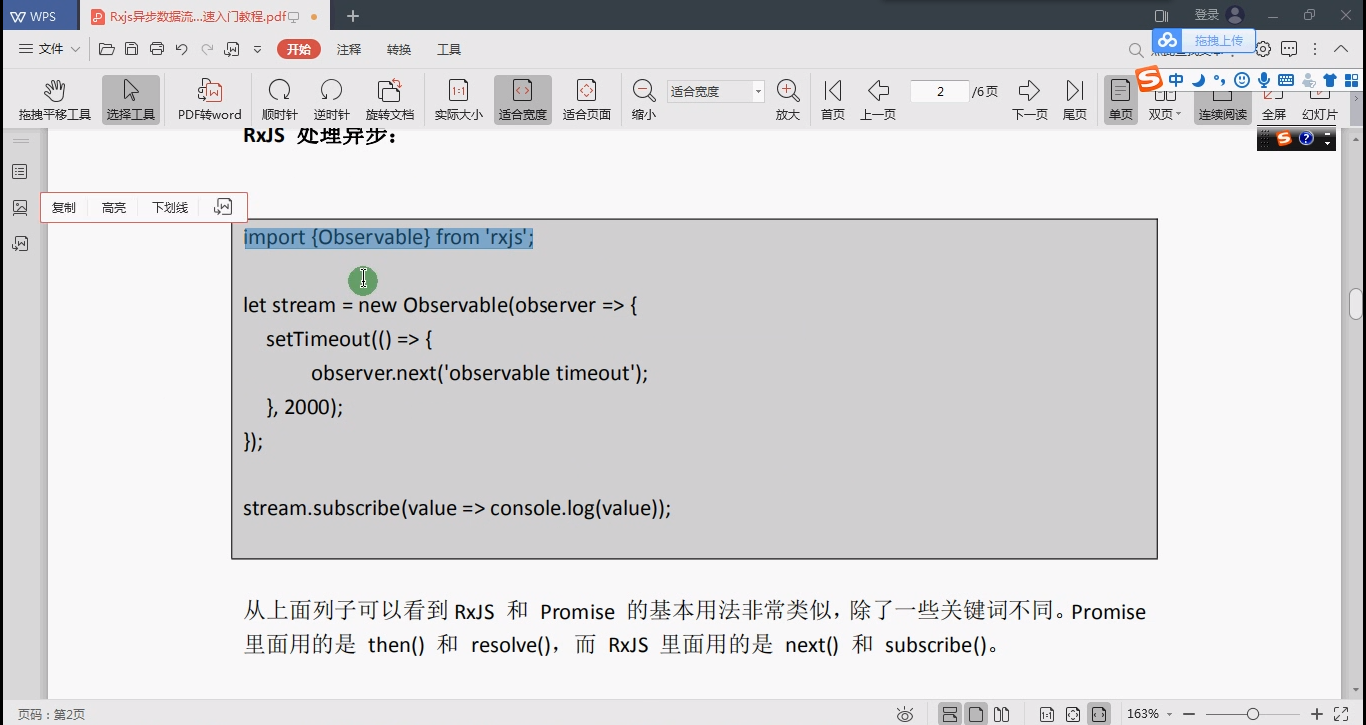 WPS
Rxjs异步数据流...速入门教程.pdf
登录
文件
开始
注释
转换
工具
拖拽上传
拖拽平移工具
选择工具
PDF转word
顺时针
逆时针
旋转文档
1:1
实际大小
适合宽度
适合页面
缩小
适合宽度
放大
首页
上一页
2
/6页
下一页
尾页
单页
双页
连续阅读
全屏
幻灯片
中
RxJS 处理异步：
复制
高亮
下划线
import {Observable} from 'rxjs';
let stream = new Observable(observer => {
setTimeout(() => {
observer.next('observable timeout');
}, 2000);
});
stream.subscribe(value => console.log(value));
从上面列子可以看到 RxJS 和 Promise 的基本用法非常类似，除了一些关键词不同。Promise
里面用的是 then() 和 resolve()，而 RxJS 里面用的是 next() 和 subscribe()。
页码：第2页
1:1
163%